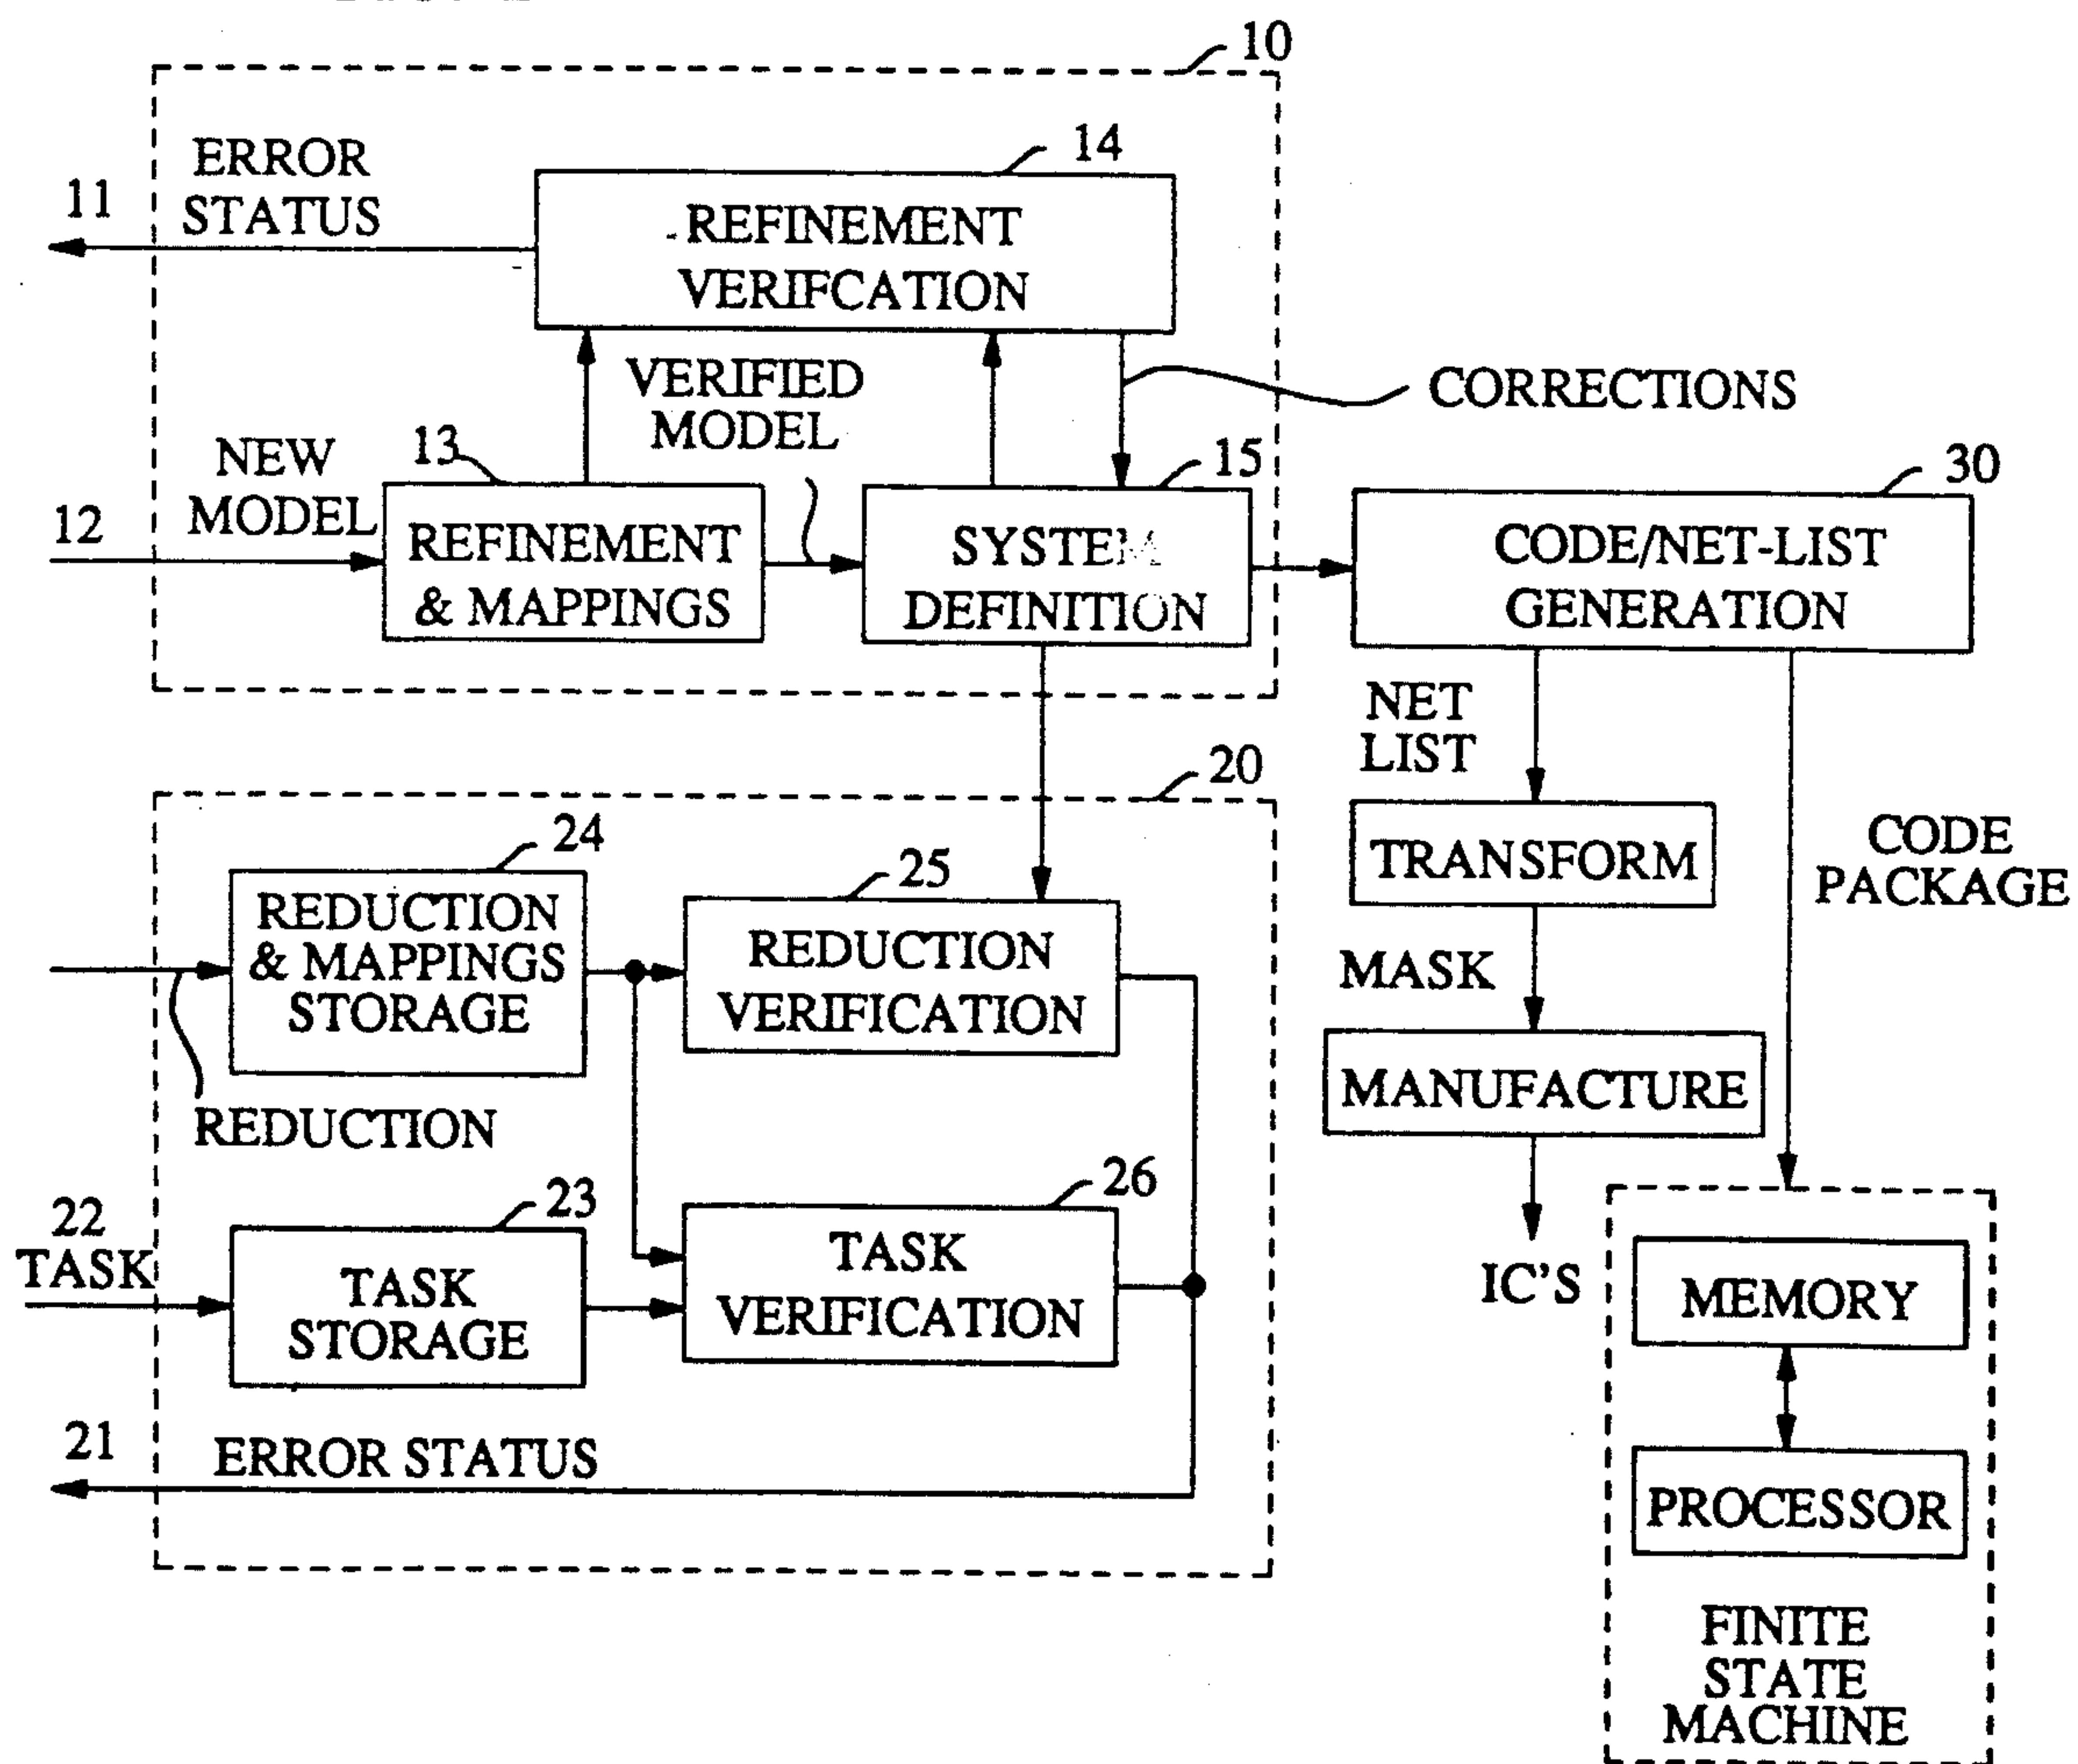 10
ERROR
STATUS
11
14
REFINEMENT
VERIFCATION
VERIFIED
MODEL
CORRECTIONS
NEW
MODEL
12
13
REFINEMENT
& MAPPINGS
15
SYSTEM
DEFINITION
30
CODE/NET-LIST
GENERATION
NET
LIST
TRANSFORM
CODE
PACKAGE
MASK
MANUFACTURE
IC'S
MEMORY
PROCESSOR
FINITE
STATE
MACHINE
20
24
REDUCTION
& MAPPINGS
STORAGE
25
REDUCTION
VERIFICATION
REDUCTION
22
TASK
23
TASK
STORAGE
26
TASK
VERIFICATION
21
ERROR STATUS